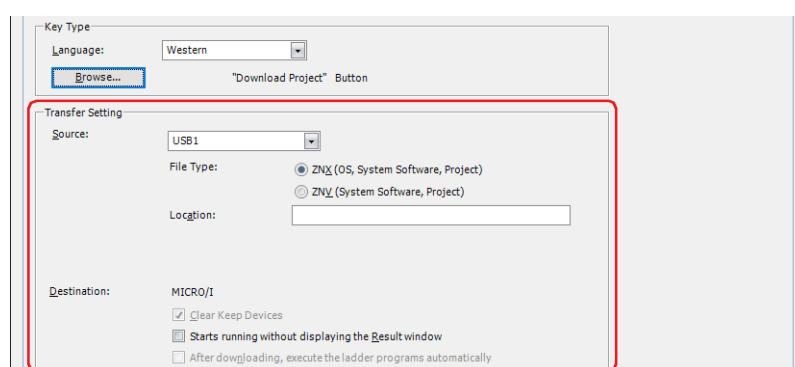 Key Type
Language: Western
Browse... "Download Project" Button
Transfer Setting
Source: USB1
File Type: ZNX (OS, System Software, Project)
ZNV (System Software, Project)
Location:
Destination: MICRO/I
Clear Keep Devices
Starts running without displaying the Result window
After downloading, execute the ladder programs automatically